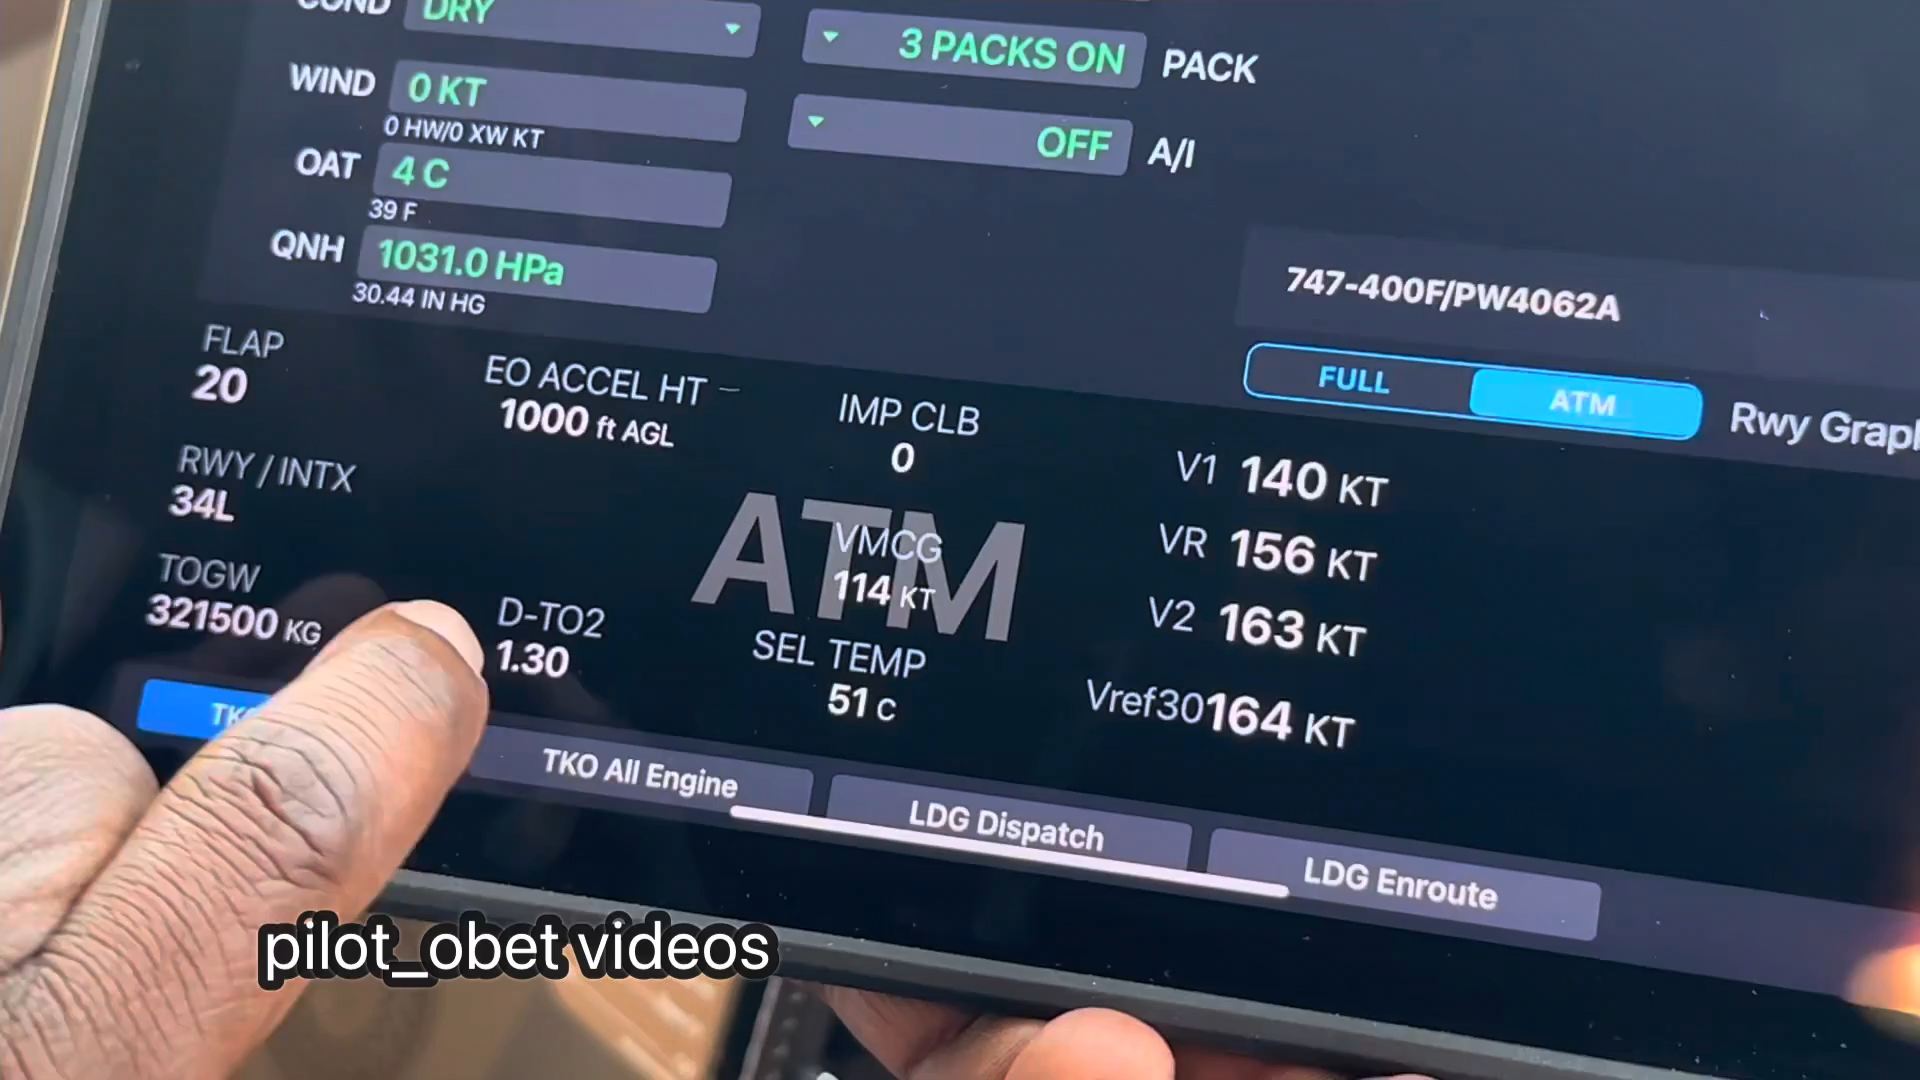 COND DRY
3 PACKS ON PACK
WIND 0 KT
0 HW/0 XW KT
OFF A/I
OAT 4 C
39 F
QNH 1031.0 HPa
30.44 IN HG
747-400F/PW4062A
FULL ATM
Rwy
FLAP
20
EO ACCEL HT –
1000 ft AGL
IMP CLB
0
V1 140 KT
RWY / INTX
34L
ATM
VMCG
114 KT
VR 156 KT
V2 163 KT
TOGW
321500 KG
D-TO2
1.30
SEL TEMP
51 C
Vref30 164 KT
TKO All Engine
LDG Dispatch
LDG Enroute
pilot_obet videos